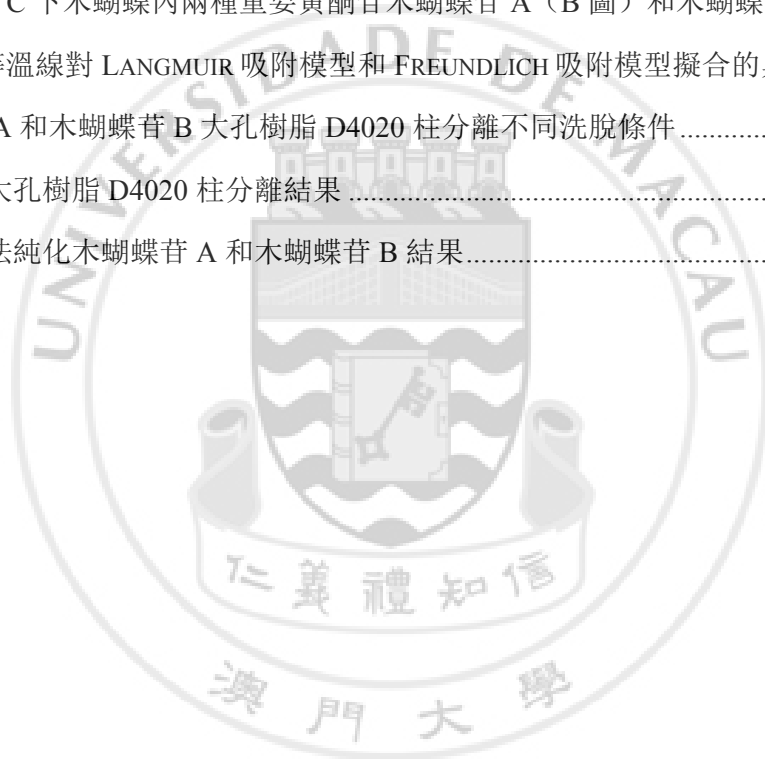 C 下木蝴蝶內兩種重要黃酮苷木蝴蝶苷 A（B 圖）和木蝴蝶
等溫線對 LANGMUIR 吸附模型和 FREUNDLICH 吸附模型擬合的
A 和木蝴蝶苷 B 大孔樹脂 D4020 柱分離不同洗脫條件
大孔樹脂 D4020 柱分離結果
法純化木蝴蝶苷 A 和木蝴蝶苷 B 結果
UNIVERSIDADE DE MACAU
仁義禮知信
澳門大學